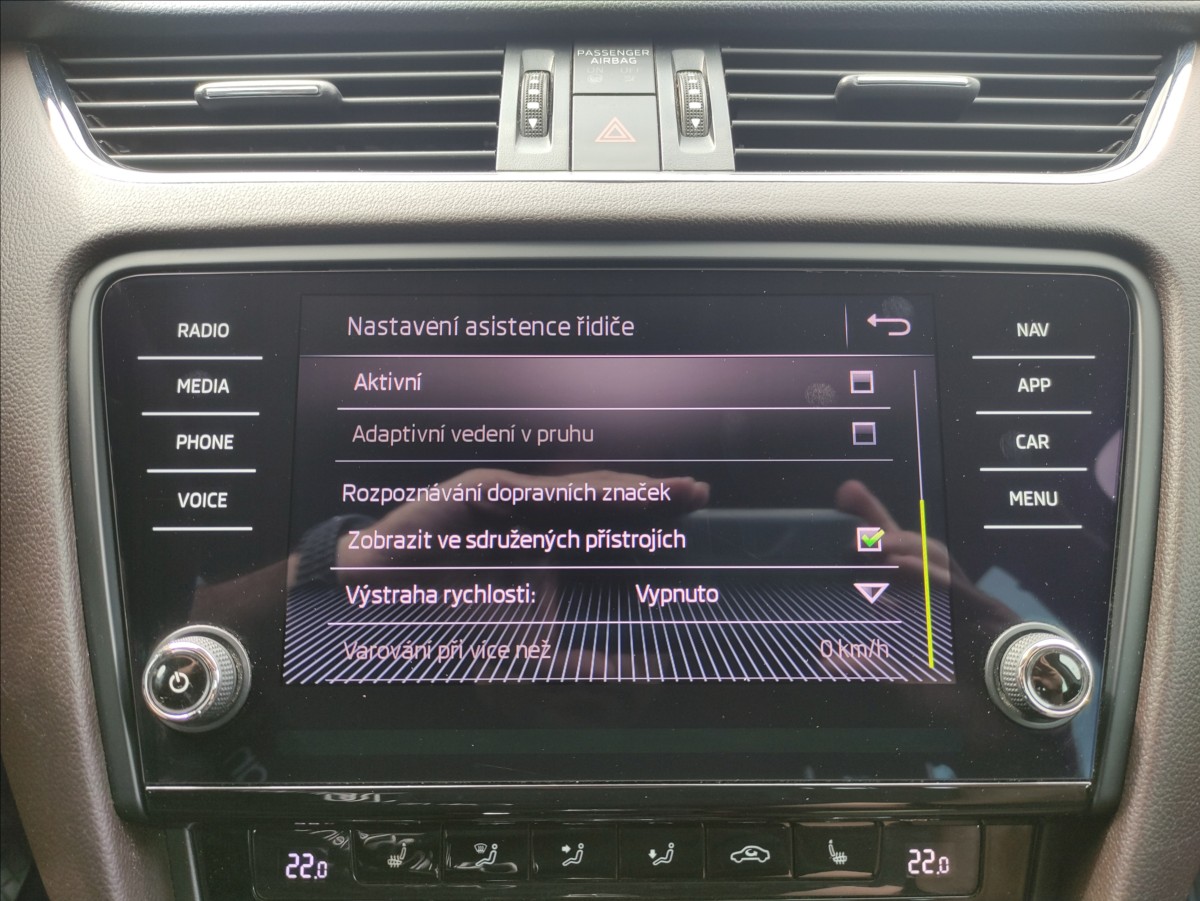 PASSENGER
AIRBAG
Nastavení asistence řidiče
RADIO
MEDIA
PHONE
VOICE
Aktivní
Adaptivní vedení v pruhu
Rozpoznávání dopravních značek
Zobrazit ve sdružených přístrojích
Výstraha rychlosti: Vypnuto
Varování při více než 0 km/h
NAV
APP
CAR
MENU
22.0
22.0